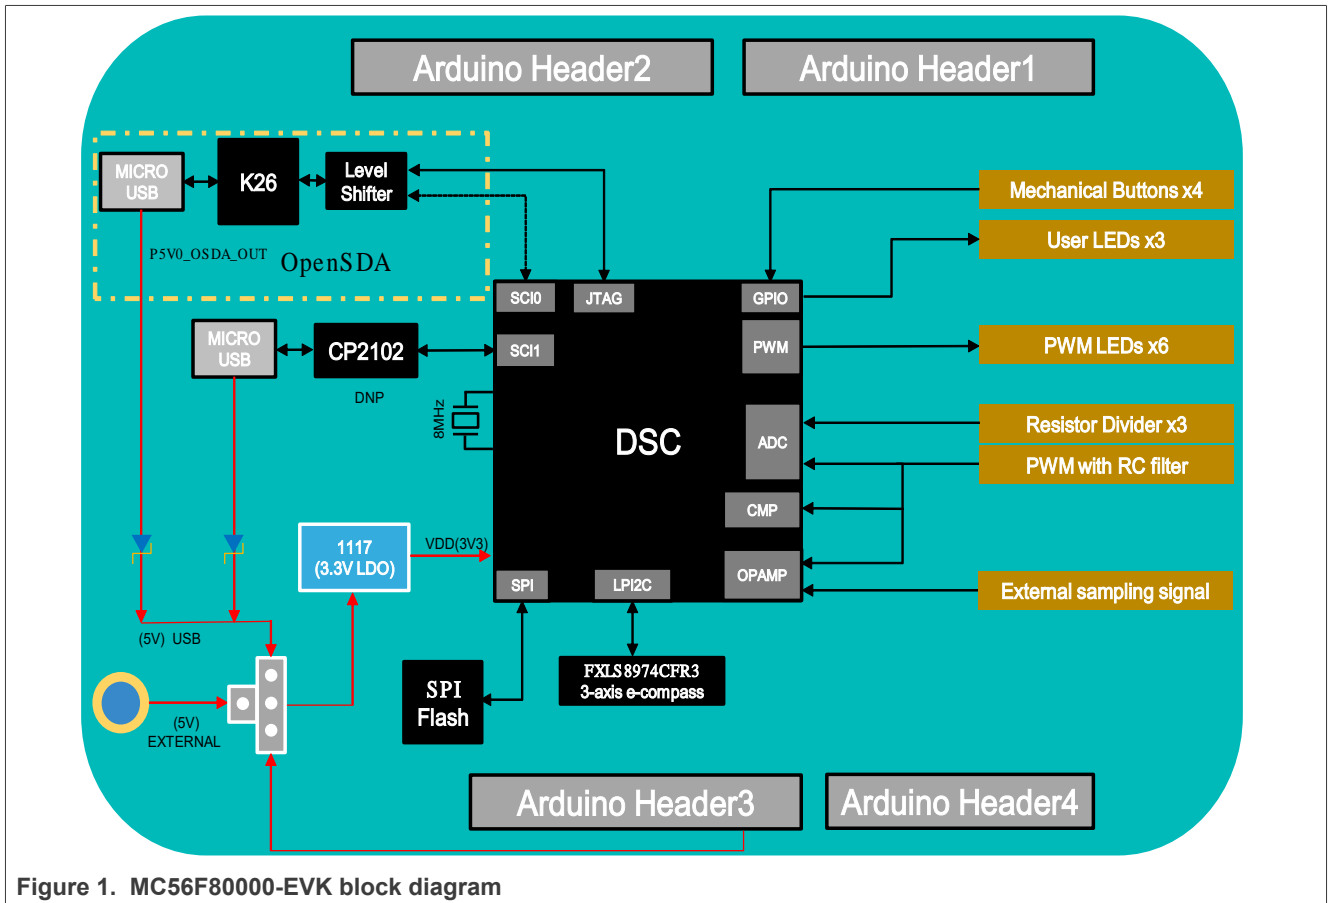 Arduino Header2
Arduino Header1
MICRO
USB
K26
Level
Shifter
P5V0_OSDA_OUT
OpenSDA
Mechanical Buttons x4
User LEDs x3
SCI0
JTAG
GPIO
MICRO
USB
CP2102
DNP
SCI1
PWM
PWM LEDs x6
8MHz
DSC
ADC
Resistor Divider x3
PWM with RC filter
CMP
1117
(3.3V LDO)
VDD(3V3)
SPI
LPI2C
OPAMP
External sampling signal
(5V) USB
(5V)
EXTERNAL
SPI
Flash
FXLS8974CFR3
3-axis e-compass
Arduino Header3
Arduino Header4
Figure 1. MC56F80000-EVK block diagram